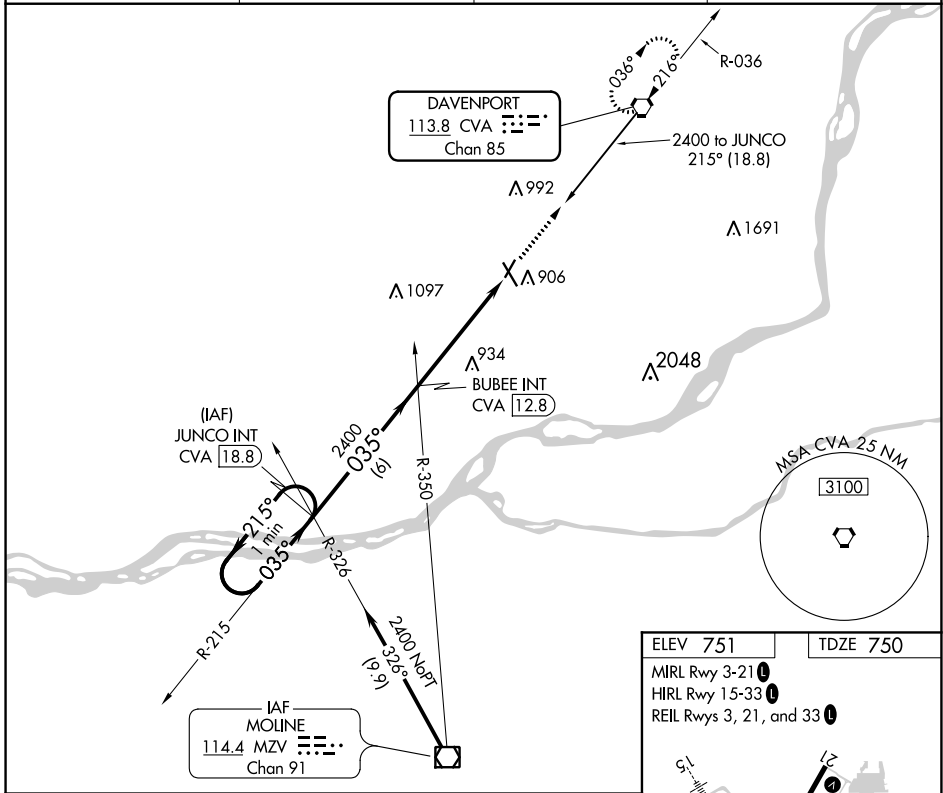 R-036
036°
216°
DAVENPORT
113.8 CVA
Chan 85
2400 to JUNCO
215° (18.8)
992
1691
906
1097
934
2048
BUBEE INT
CVA 12.8
(IAF)
JUNCO INT
CVA 18.8
2400
035°
(6)
R-350
MSA CVA 25 NM
3100
215°
1 min
035°
R-326
R-215
2400 NoPT
326°
(9.9)
IAF
MOLINE
114.4 MZV
Chan 91
ELEV 751
TDZE 750
MIRL Rwy 3-21 L
HIRL Rwy 15-33 L
REIL Rwys 3, 21, and 33 L
15
21
V